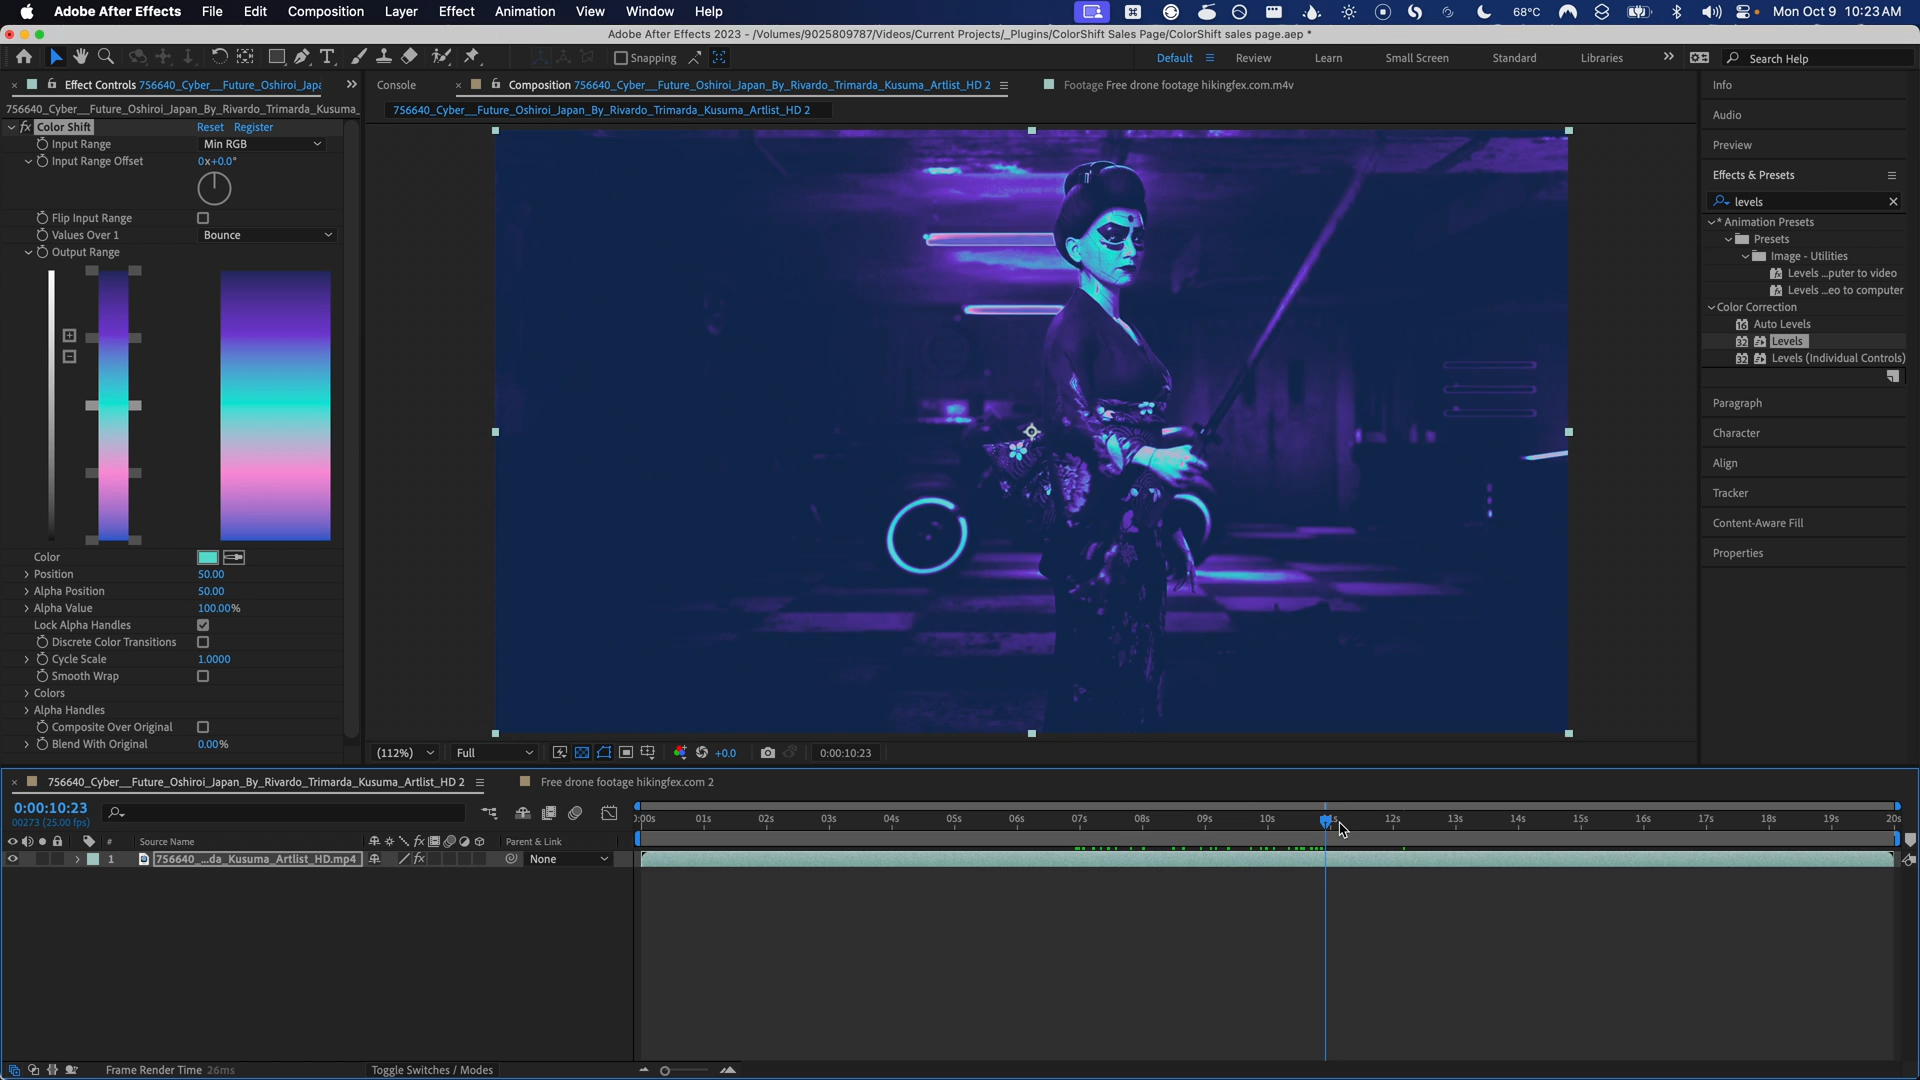 Adobe After Effects File Edit Composition Layer Effect Animation View Window Help 68°C Mon Oct 9 10:23 AM
Adobe After Effects 2023 - /Volumes/9025809787/Videos/Current Projects/_Plugins/ColorShift Sales Page/ColorShift sales page.aep *
Snapping Default Review Learn Small Screen Standard Libraries Search Help
Effect Controls 756640_Cyber__Future_Oshiroi_Japa
756640_Cyber__Future_Oshiroi_Japan_By_Rivardo_Trimarda_Kusuma_
fx Color Shift Reset Register
Input Range Min RGB
Input Range Offset 0x+0.0°
Flip Input Range
Values Over 1 Bounce
Output Range
Color
Position 50.00
Alpha Position 50.00
Alpha Value 100.00%
Lock Alpha Handles
Discrete Color Transitions
Cycle Scale 1.0000
Smooth Wrap
Colors
Alpha Handles
Composite Over Original
Blend With Original 0.00%
Console Composition 756640_Cyber__Future_Oshiroi_Japan_By_Rivardo_Trimarda_Kusuma_Artlist_HD 2 Footage Free drone footage hikingfex.com.m4v
756640_Cyber__Future_Oshiroi_Japan_By_Rivardo_Trimarda_Kusuma_Artlist_HD 2
(112%) Full +0.0 0:00:10:23
Info
Audio
Preview
Effects & Presets
levels
* Animation Presets
Presets
Image - Utilities
Levels ...puter to video
Levels ...eo to computer
Color Correction
16 Auto Levels
32 Levels
32 Levels (Individual Controls)
Paragraph
Character
Align
Tracker
Content-Aware Fill
Properties
756640_Cyber__Future_Oshiroi_Japan_By_Rivardo_Trimarda_Kusuma_Artlist_HD 2 Free drone footage hikingfex.com 2
0:00:10:23
00273 (25.00 fps)
:00s 01s 02s 03s 04s 05s 06s 07s 08s 09s 10s 12s 13s 14s 15s 16s 17s 18s 19s 20s
# Source Name fx Parent & Link
1 756640_...da_Kusuma_Artlist_HD.mp4 fx None
Frame Render Time 26ms Toggle Switches / Modes